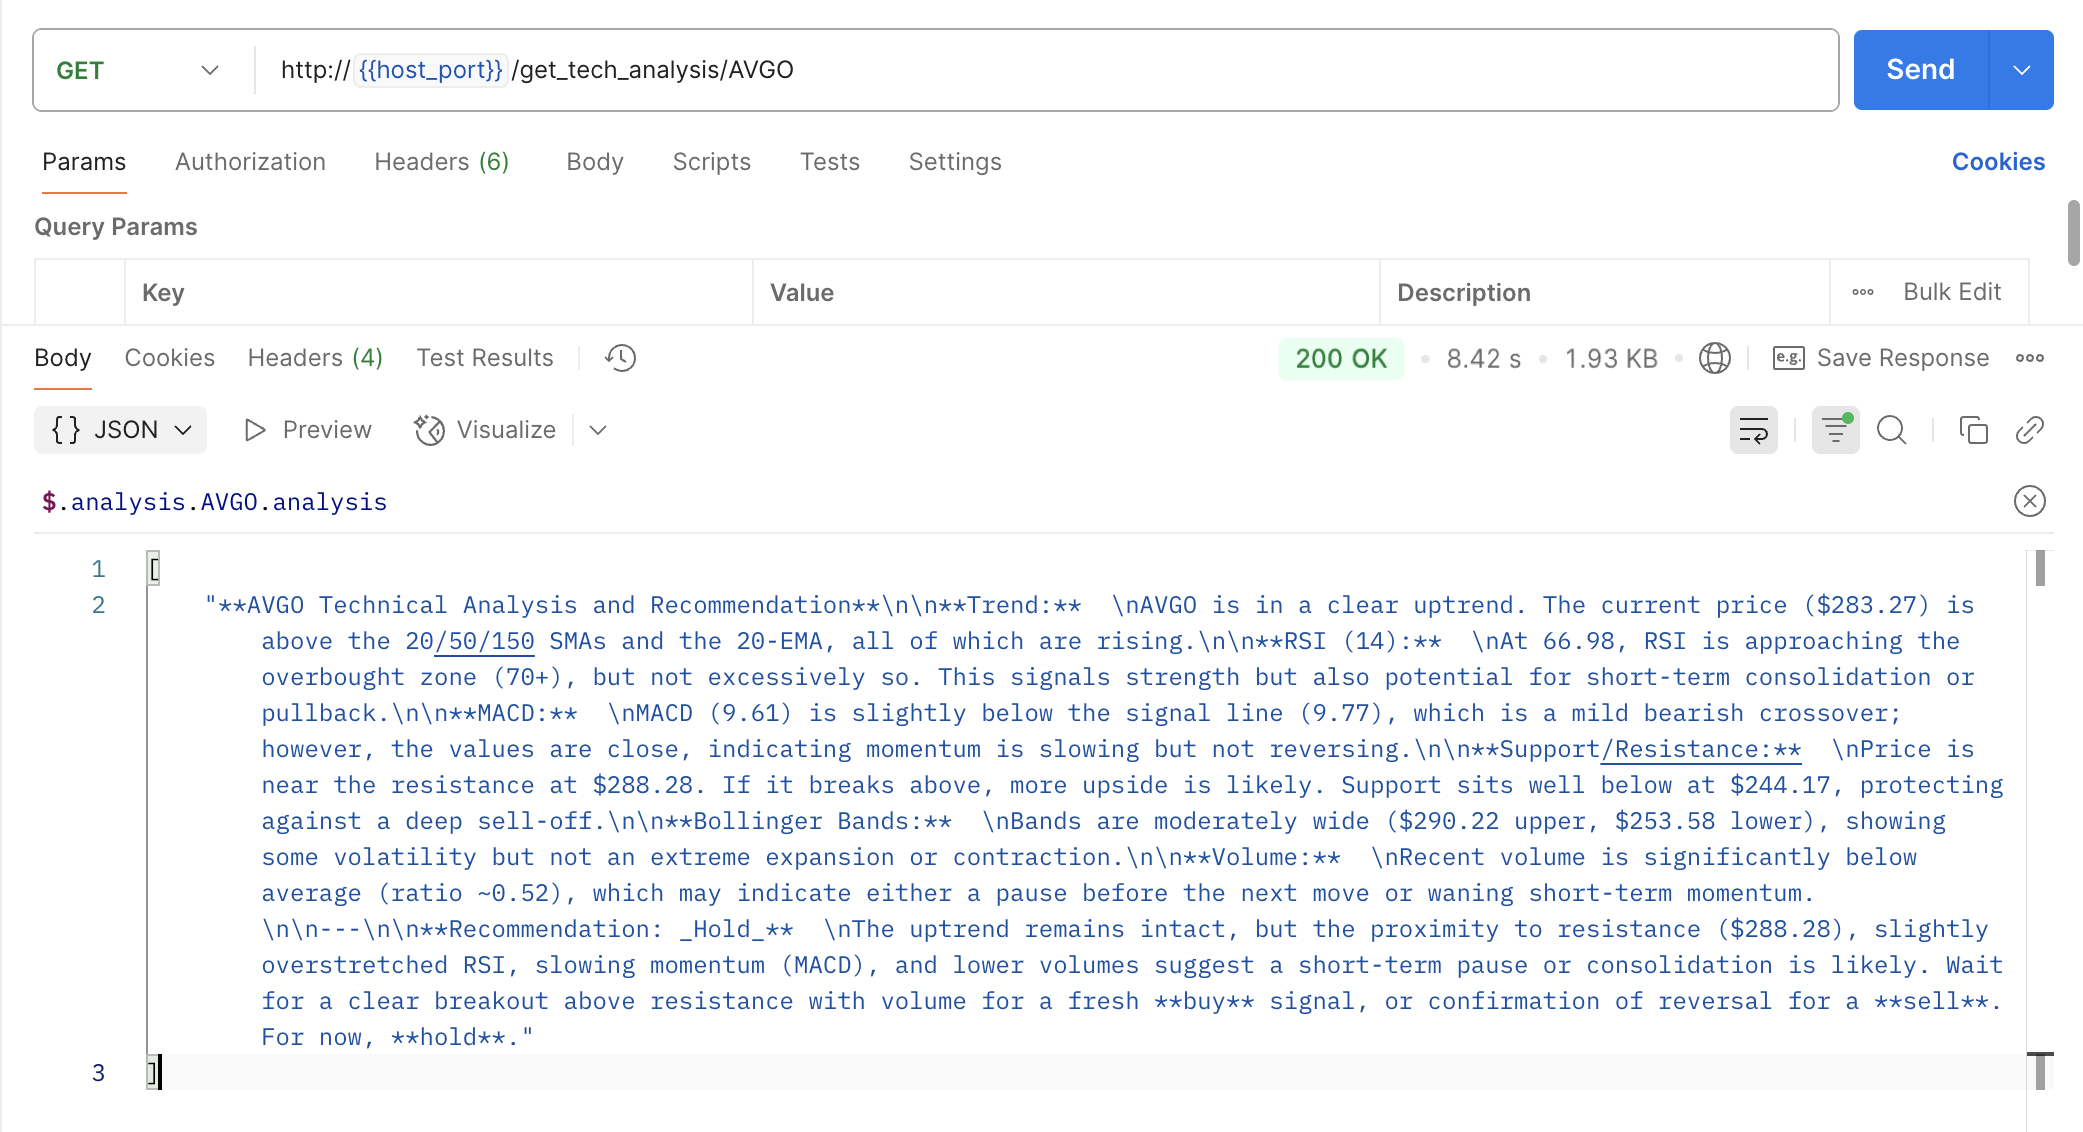 GET http://{{host_port}}/get_tech_analysis/AVGO Send
Params Authorization Headers (6) Body Scripts Tests Settings Cookies
Query Params
Key Value Description Bulk Edit
Body Cookies Headers (4) Test Results 200 OK 8.42 s 1.93 KB e.g. Save Response
{} JSON Preview Visualize
$.analysis.AVGO.analysis
1 [
2 "**AVGO Technical Analysis and Recommendation**\n\n**Trend:**  \nAVGO is in a clear uptrend. The current price ($283.27) is
above the 20/50/150 SMAs and the 20-EMA, all of which are rising.\n\n**RSI (14):**  \nAt 66.98, RSI is approaching the
overbought zone (70+), but not excessively so. This signals strength but also potential for short-term consolidation or
pullback.\n\n**MACD:**  \nMACD (9.61) is slightly below the signal line (9.77), which is a mild bearish crossover;
however, the values are close, indicating momentum is slowing but not reversing.\n\n**Support/Resistance:**  \nPrice is
near the resistance at $288.28. If it breaks above, more upside is likely. Support sits well below at $244.17, protecting
against a deep sell-off.\n\n**Bollinger Bands:**  \nBands are moderately wide ($290.22 upper, $253.58 lower), showing
some volatility but not an extreme expansion or contraction.\n\n**Volume:**  \nRecent volume is significantly below
average (ratio ~0.52), which may indicate either a pause before the next move or waning short-term momentum.
\n\n---\n\n**Recommendation: _Hold_**  \nThe uptrend remains intact, but the proximity to resistance ($288.28), slightly
overstretched RSI, slowing momentum (MACD), and lower volumes suggest a short-term pause or consolidation is likely. Wait
for a clear breakout above resistance with volume for a fresh **buy** signal, or confirmation of reversal for a **sell**.
For now, **hold**."
3 ]